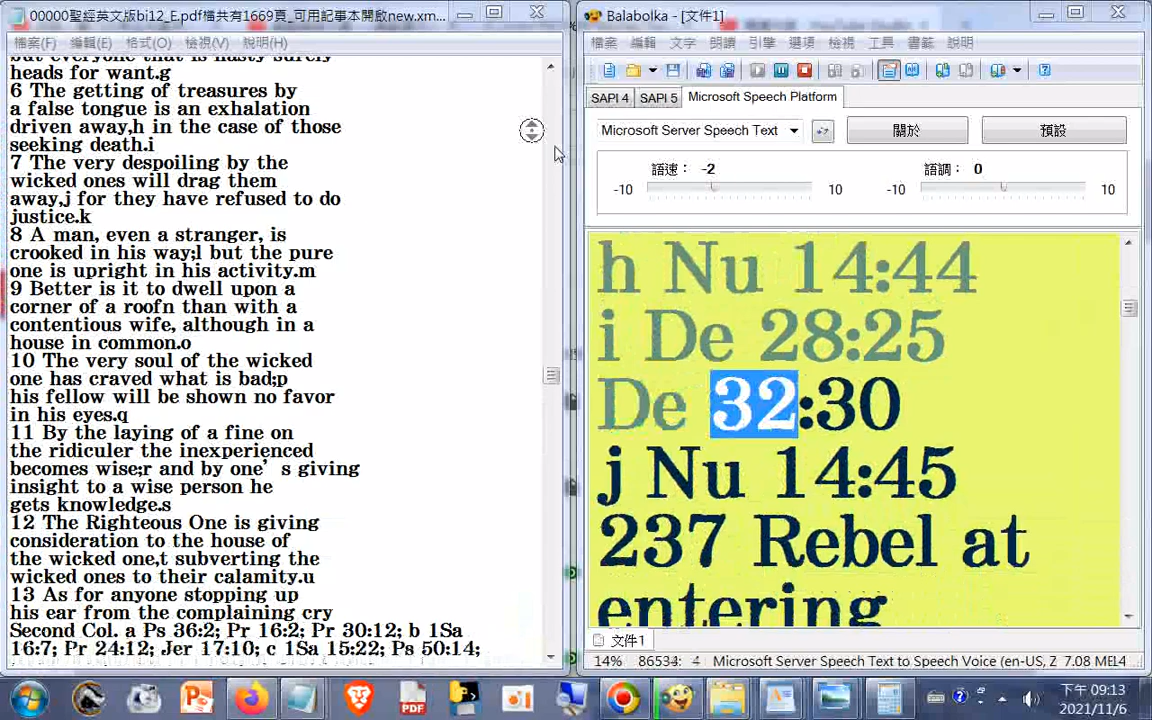 00000聖經英文版bi12_E.pdf檔共有1669頁_可用記事本開啟new.xm...
檔案(F) 編輯(E) 格式(O) 檢視(V) 說明(H)
but everyone that is hasty surely
heads for want.g
6 The getting of treasures by
a false tongue is an exhalation
driven away,h in the case of those
seeking death.i
7 The very despoiling by the
wicked ones will drag them
away,j for they have refused to do
justice.k
8 A man, even a stranger, is
crooked in his way;l but the pure
one is upright in his activity.m
9 Better is it to dwell upon a
corner of a roofn than with a
contentious wife, although in a
house in common.o
10 The very soul of the wicked
one has craved what is bad;p
his fellow will be shown no favor
in his eyes.q
11 By the laying of a fine on
the ridiculer the inexperienced
becomes wise;r and by one’s giving
insight to a wise person he
gets knowledge.s
12 The Righteous One is giving
consideration to the house of
the wicked one,t subverting the
wicked ones to their calamity.u
13 As for anyone stopping up
his ear from the complaining cry
Second Col. a Ps 36:2; Pr 16:2; Pr 30:12; b 1Sa
16:7; Pr 24:12; Jer 17:10; c 1Sa 15:22; Ps 50:14;
Balabolka - [文件1]
檔案 編輯 文字 朗讀 引擎 選項 檢視 工具 書籤 說明
SAPI 4 SAPI 5 Microsoft Speech Platform
Microsoft Server Speech Text 關於 預設
語速: -2 語調: 0
-10 10 -10 10
h Nu 14:44
i De 28:25
De 32:30
j Nu 14:45
237 Rebel at
entering
文件1
14% 86534: 4 Microsoft Server Speech Text to Speech Voice (en-US, Z 7.08 ME14
PDF
下午 09:13
2021/11/6